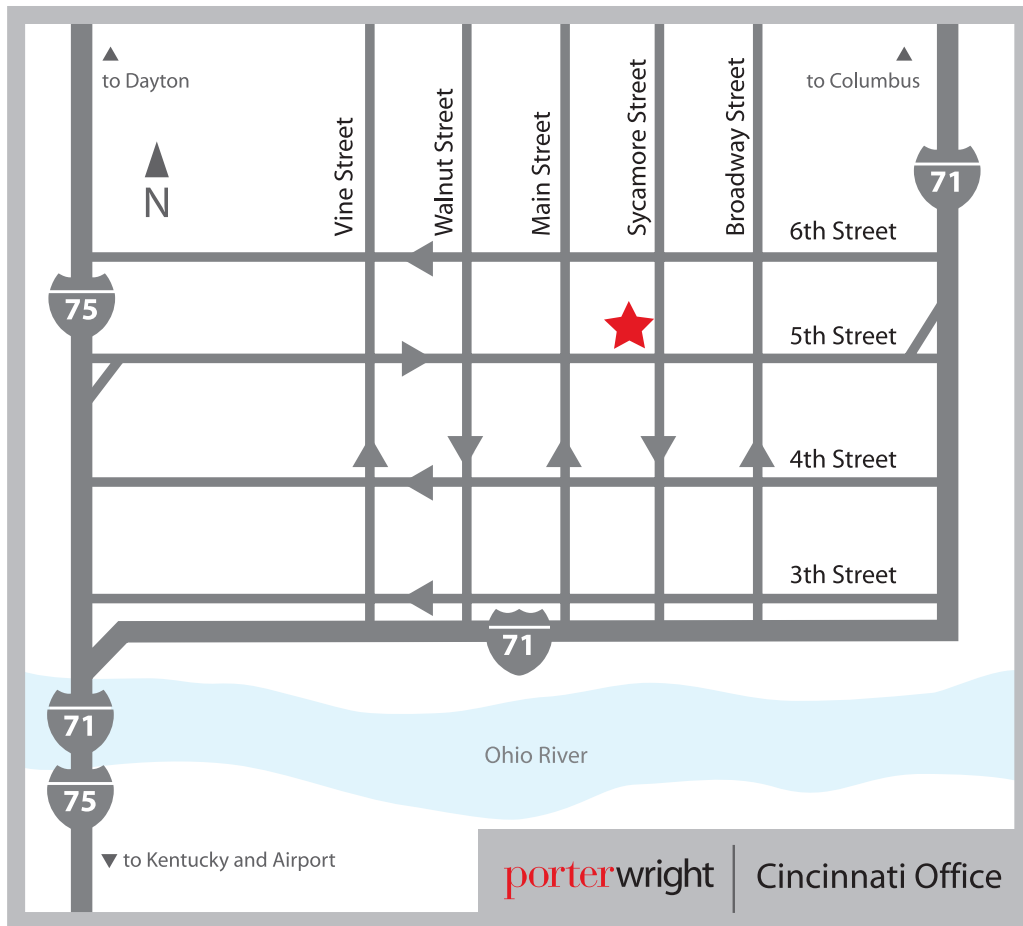 to Dayton
to Columbus
N
Vine Street
Walnut Street
Main Street
Sycamore Street
Broadway Street
71
6th Street
75
5th Street
4th Street
3th Street
71
71
Ohio River
75
to Kentucky and Airport
porterwright
Cincinnati Office